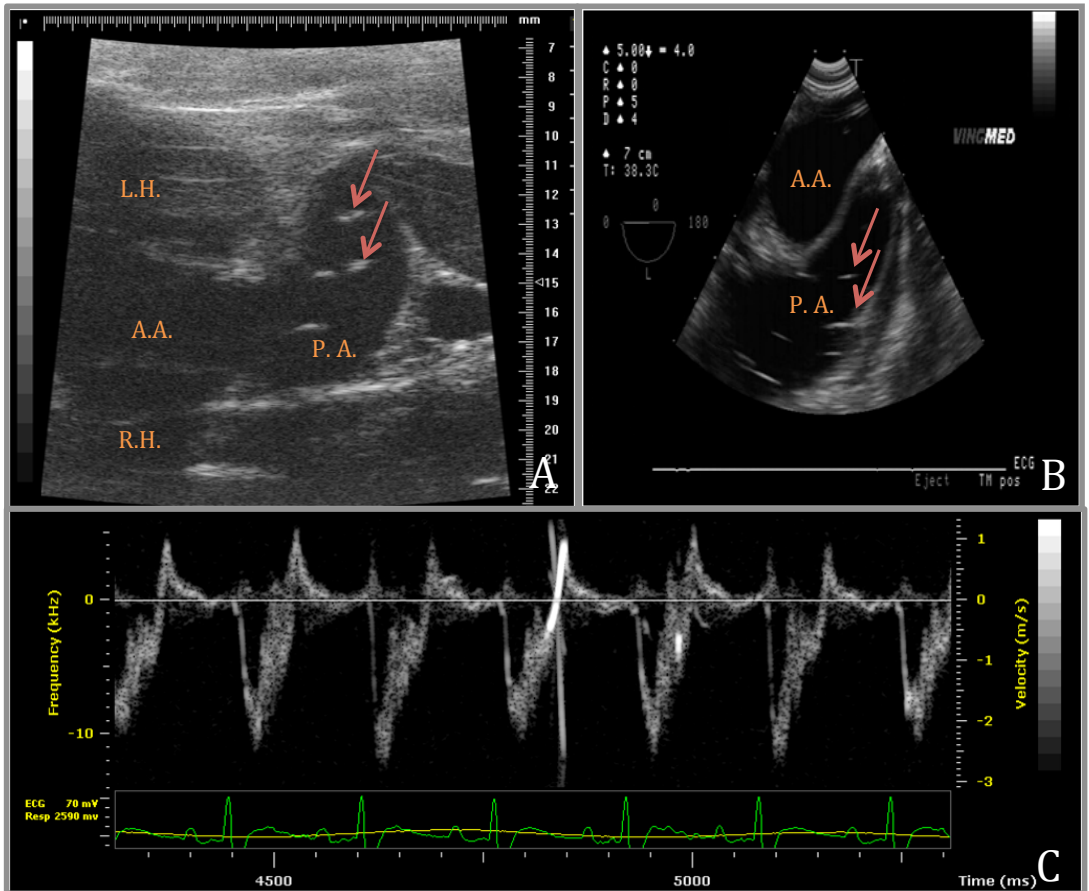 mm
7
8
9
10
11
12
13
14
15
16
17
18
19
20
21
22
L.H.
A.A.
P. A.
R.H.
A
5.00 = 4.0
C 0
R 0
P 5
D 4
7 cm
T: 38.3C
0
0 180
L
T
VINGMED
A.A.
P. A.
ECG
Eject TM pos
B
Frequency (kHz)
0
-10
1
0
-1
-2
-3
Velocity (m/s)
ECG 70 mV
Resp 2590 mv
4500 5000 Time (ms)
C